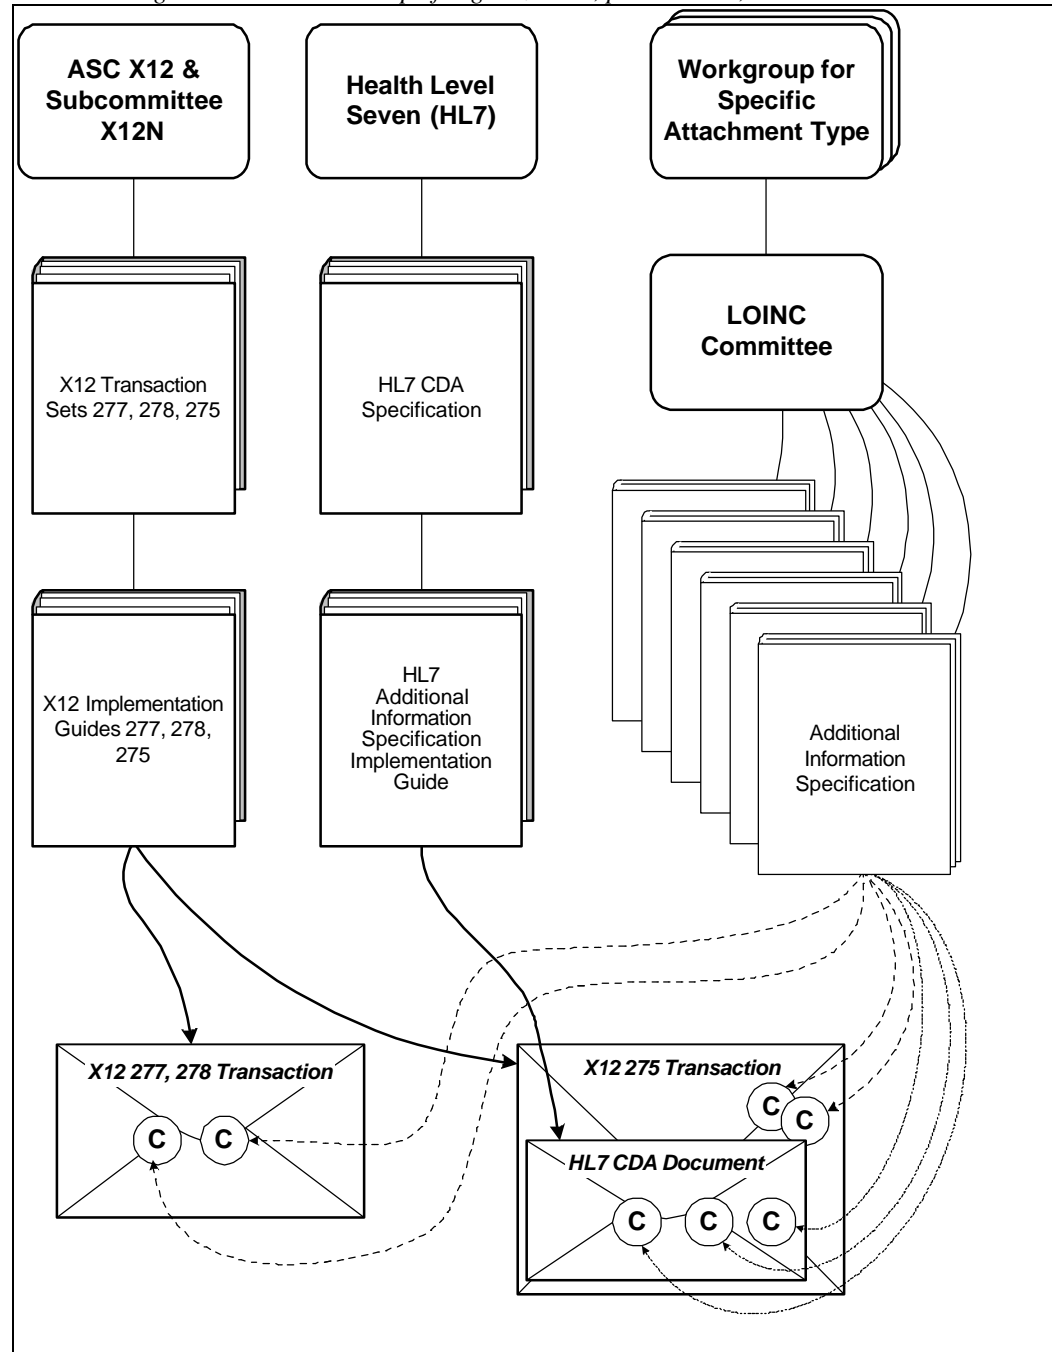 ASC X12 &
Subcommittee
X12N
Health Level
Seven (HL7)
Workgroup for
Specific
Attachment Type
LOINC
Committee
X12 Transaction
Sets 277, 278, 275
HL7 CDA
Specification
X12 Implementation
Guides 277, 278,
275
HL7
Additional
Information
Specification
Implementation
Guide
Additional
Information
Specification
X12 277, 278 Transaction
C
C
X12 275 Transaction
C
C
HL7 CDA Document
C
C
C